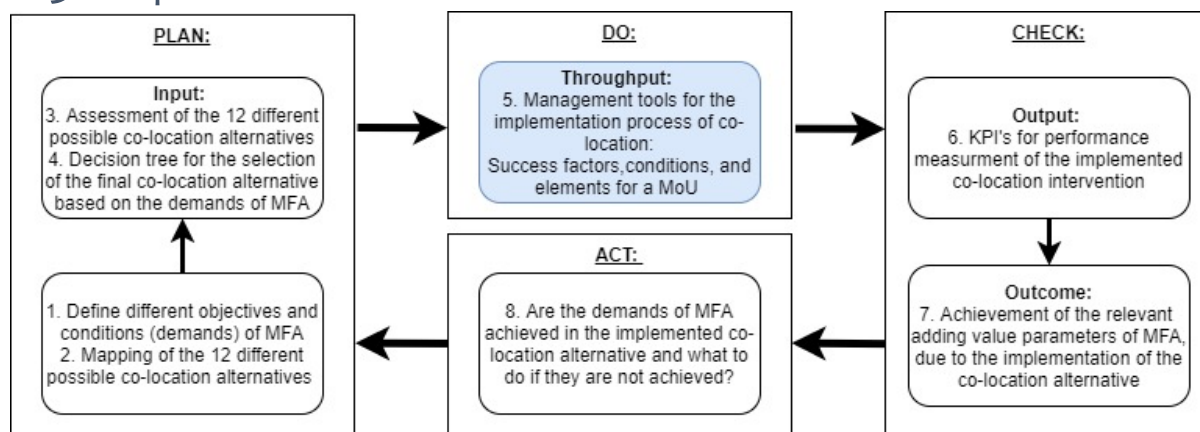 PLAN:
Input:
3. Assessment of the 12 different
possible co-location alternatives
4. Decision tree for the selection
of the final co-location alternative
based on the demands of MFA
1. Define different objectives and
conditions (demands) of MFA
2. Mapping of the 12 different
possible co-location alternatives
DO:
Throughput:
5. Management tools for the
implementation process of co-
location:
Success factors,conditions, and
elements for a MoU
CHECK:
Output:
6. KPI's for performance
measurment of the implemented
co-location intervention
Outcome:
7. Achievement of the relevant
adding value parameters of MFA,
due to the implementation of the
co-location alternative
ACT:
8. Are the demands of MFA
achieved in the implemented co-
location alternative and what to
do if they are not achieved?